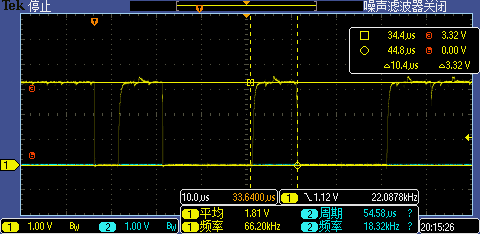 Tek 停止 噪声滤波器关闭
T
34.4µs 3.32 V
44.8µs 0.00 V
△10.4µs △3.32 V
1
10.0µs 33.6400µs 1 1.12 V 22.0878kHz
1 平均 1.81 V 2 周期 54.58µs ?
1 频率 66.20kHz 2 频率 18.32kHz ?
1 1.00 V BW 2 1.00 V BW 20:15:26